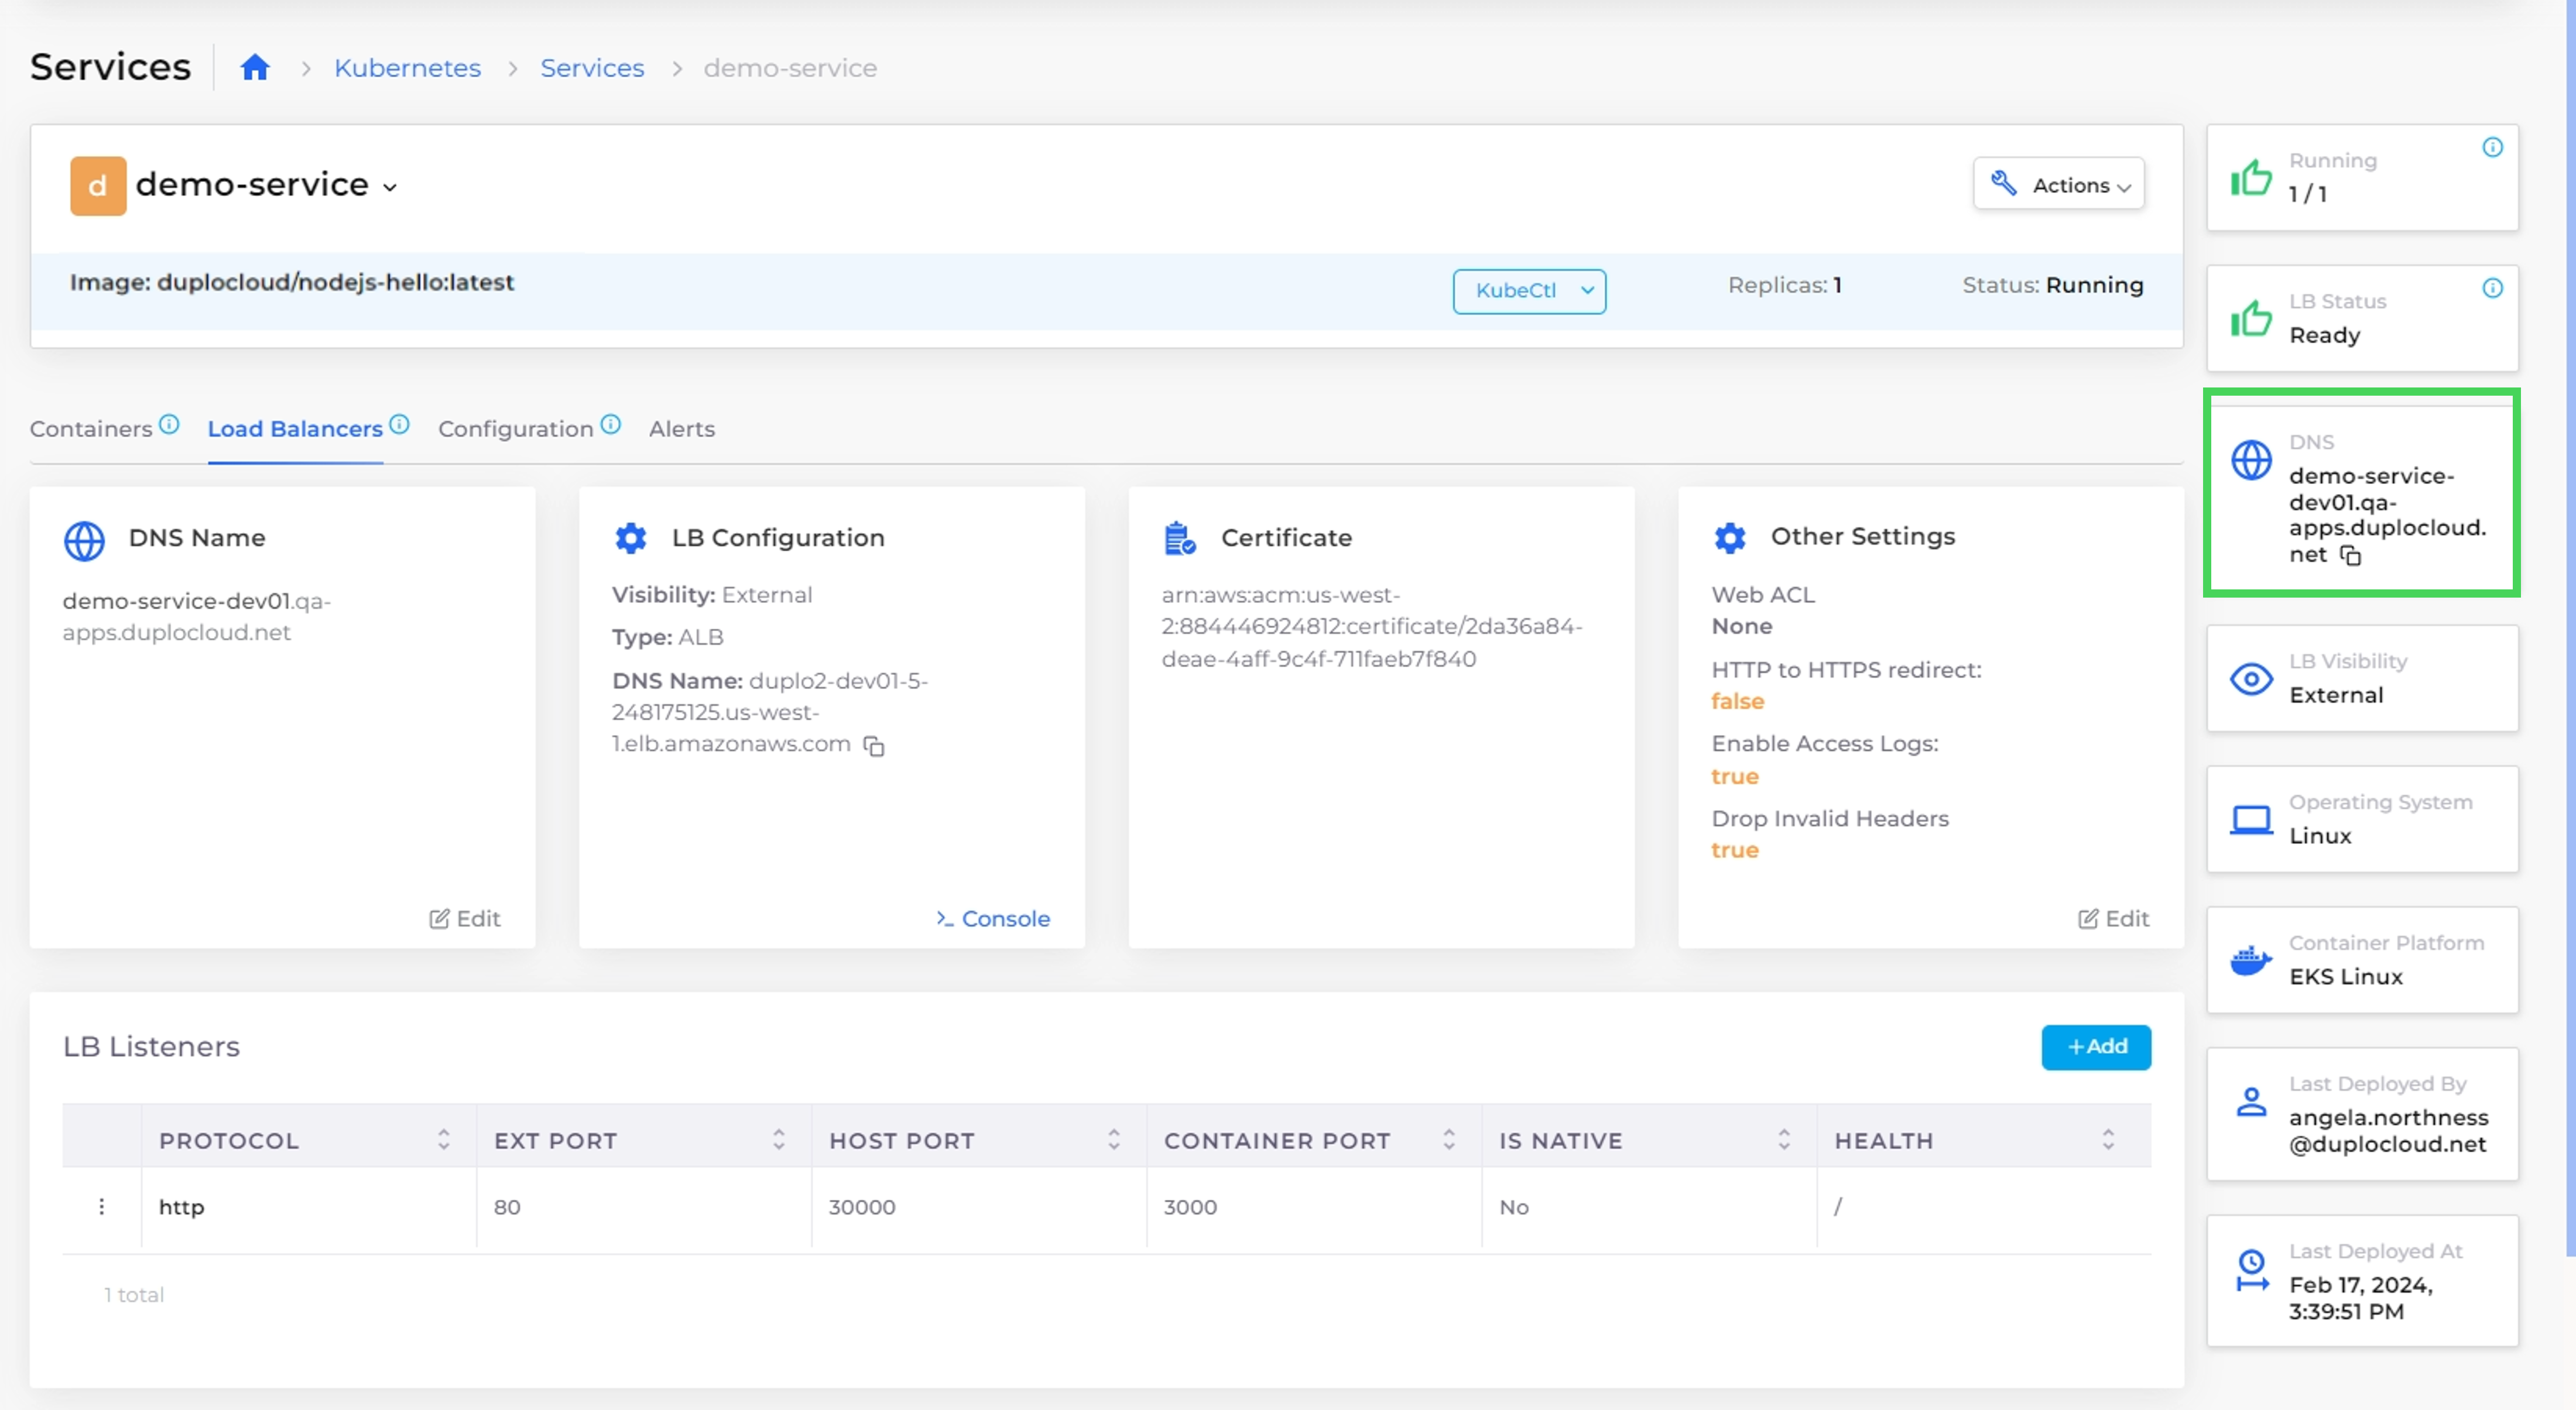 Services
Kubernetes > Services > demo-service
d demo-service
Actions
Image: duplocloud/nodejs-hello:latest
KubeCtl
Replicas: 1
Status: Running
Containers
Load Balancers
Configuration
Alerts
DNS Name
demo-service-dev01.qa-
apps.duplocloud.net
Edit
LB Configuration
Visibility: External
Type: ALB
DNS Name: duplo2-dev01-5-
248175125.us-west-
1.elb.amazonaws.com
>_ Console
Certificate
arn:aws:acm:us-west-
2:884446924812:certificate/2da36a84-
deae-4aff-9c4f-711faeb7f840
Other Settings
Web ACL
None
HTTP to HTTPS redirect:
false
Enable Access Logs:
true
Drop Invalid Headers
true
Edit
LB Listeners
+Add
PROTOCOL EXT PORT HOST PORT CONTAINER PORT IS NATIVE HEALTH
http 80 30000 3000 No /
1 total
Running
1 / 1
LB Status
Ready
DNS
demo-service-
dev01.qa-
apps.duplocloud.
net
LB Visibility
External
Operating System
Linux
Container Platform
EKS Linux
Last Deployed By
angela.northness
@duplocloud.net
Last Deployed At
Feb 17, 2024,
3:39:51 PM